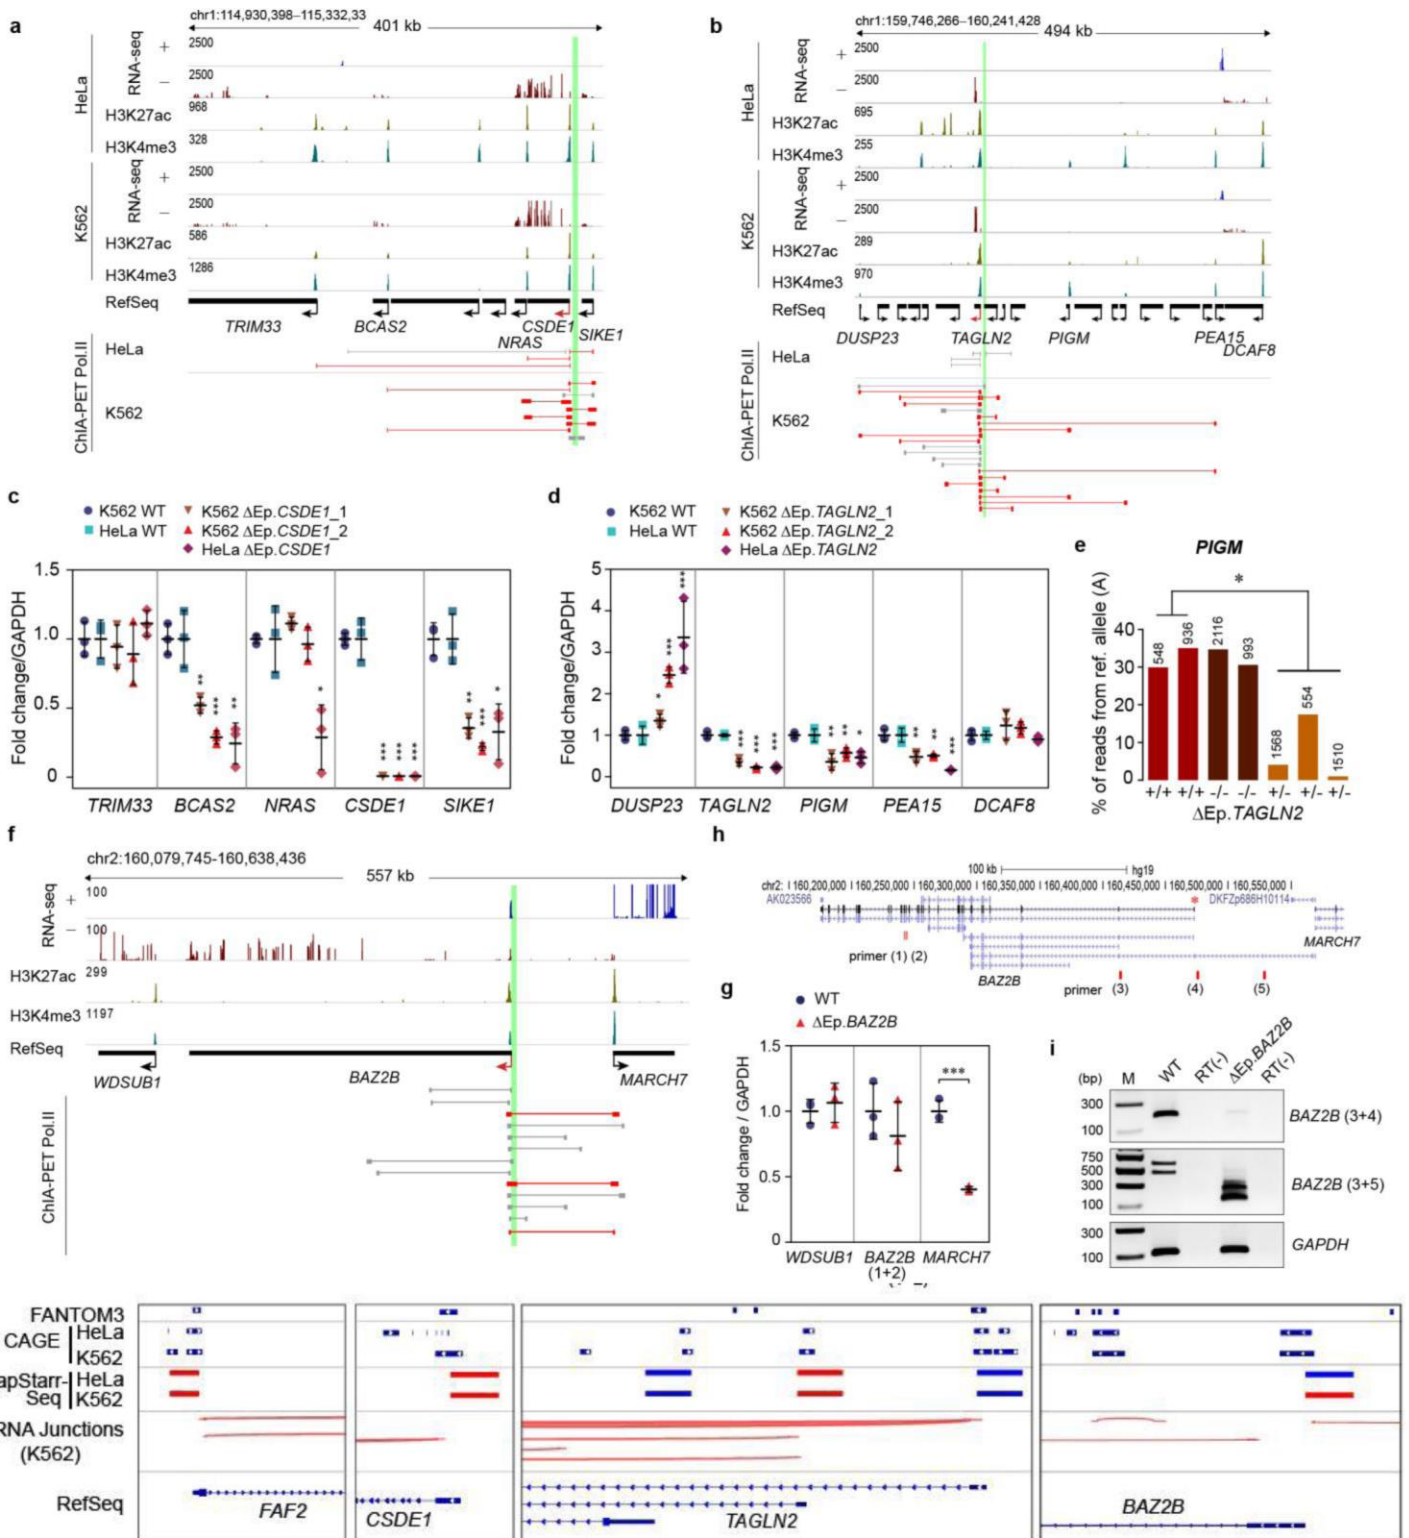 a
chr1:114,930,398–115,332,33
401 kb
HeLa
RNA-seq
+
2500
−
2500
H3K27ac
968
H3K4me3
328
K562
RNA-seq
+
2500
−
2500
H3K27ac
586
H3K4me3
1286
RefSeq
TRIM33
BCAS2
NRAS
CSDE1
SIKE1
ChIA-PET Pol.II
HeLa
K562
b
chr1:159,746,266–160,241,428
494 kb
HeLa
RNA-seq
+
2500
−
2500
H3K27ac
695
H3K4me3
255
K562
RNA-seq
+
2500
−
2500
H3K27ac
289
H3K4me3
970
RefSeq
DUSP23
TAGLN2
PIGM
PEA15
DCAF8
ChIA-PET Pol.II
HeLa
K562
c
K562 WT
HeLa WT
K562 ΔEp.CSDE1_1
K562 ΔEp.CSDE1_2
HeLa ΔEp.CSDE1
Fold change/GAPDH
1.5
1.0
0.5
0
** *** ** * *** *** *** ** *** *
TRIM33 BCAS2 NRAS CSDE1 SIKE1
d
K562 WT
HeLa WT
K562 ΔEp.TAGLN2_1
K562 ΔEp.TAGLN2_2
HeLa ΔEp.TAGLN2
Fold change/GAPDH
5
4
3
2
1
0
* *** *** *** *** *** ** ** * ** ** ***
DUSP23 TAGLN2 PIGM PEA15 DCAF8
e
PIGM
*
% of reads from ref. allele (A)
40
30
20
10
0
548 936 2116 993 1568 554 1510
+/+ +/+ -/- -/- +/- +/- +/-
ΔEp.TAGLN2
f
chr2:160,079,745-160,638,436
557 kb
RNA-seq
+
100
−
100
H3K27ac
299
H3K4me3
1197
RefSeq
WDSUB1
BAZ2B
MARCH7
ChIA-PET Pol.II
h
100 kb hg19
chr2: 160,200,000 160,250,000 160,300,000 160,350,000 160,400,000 160,450,000 160,500,000 160,550,000
AK023566
*
DKFZp686H10114
MARCH7
primer (1) (2)
BAZ2B
primer (3) (4) (5)
g
WT
ΔEp.BAZ2B
Fold change / GAPDH
1.5
1.0
0.5
0
***
WDSUB1 BAZ2B MARCH7
(1+2)
i
(bp) M WT RT(-) ΔEp.BAZ2B RT(-)
300
100
BAZ2B (3+4)
750
500
300
100
BAZ2B (3+5)
300
100
GAPDH
FANTOM3
CAGE
HeLa
K562
apStarr-
Seq
HeLa
K562
RNA Junctions
(K562)
RefSeq
FAF2
CSDE1
TAGLN2
BAZ2B